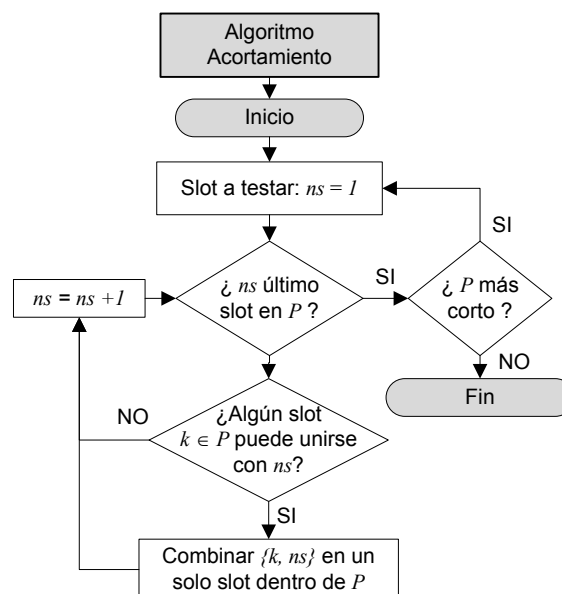 Algoritmo
Acortamiento
Inicio
Slot a testar: ns = 1
SI
ns = ns +1
¿ ns último
slot en P ?
SI
¿ P más
corto ?
NO
Fin
NO
¿Algún slot
k ∈ P puede unirse
con ns?
SI
Combinar {k, ns} en un
solo slot dentro de P